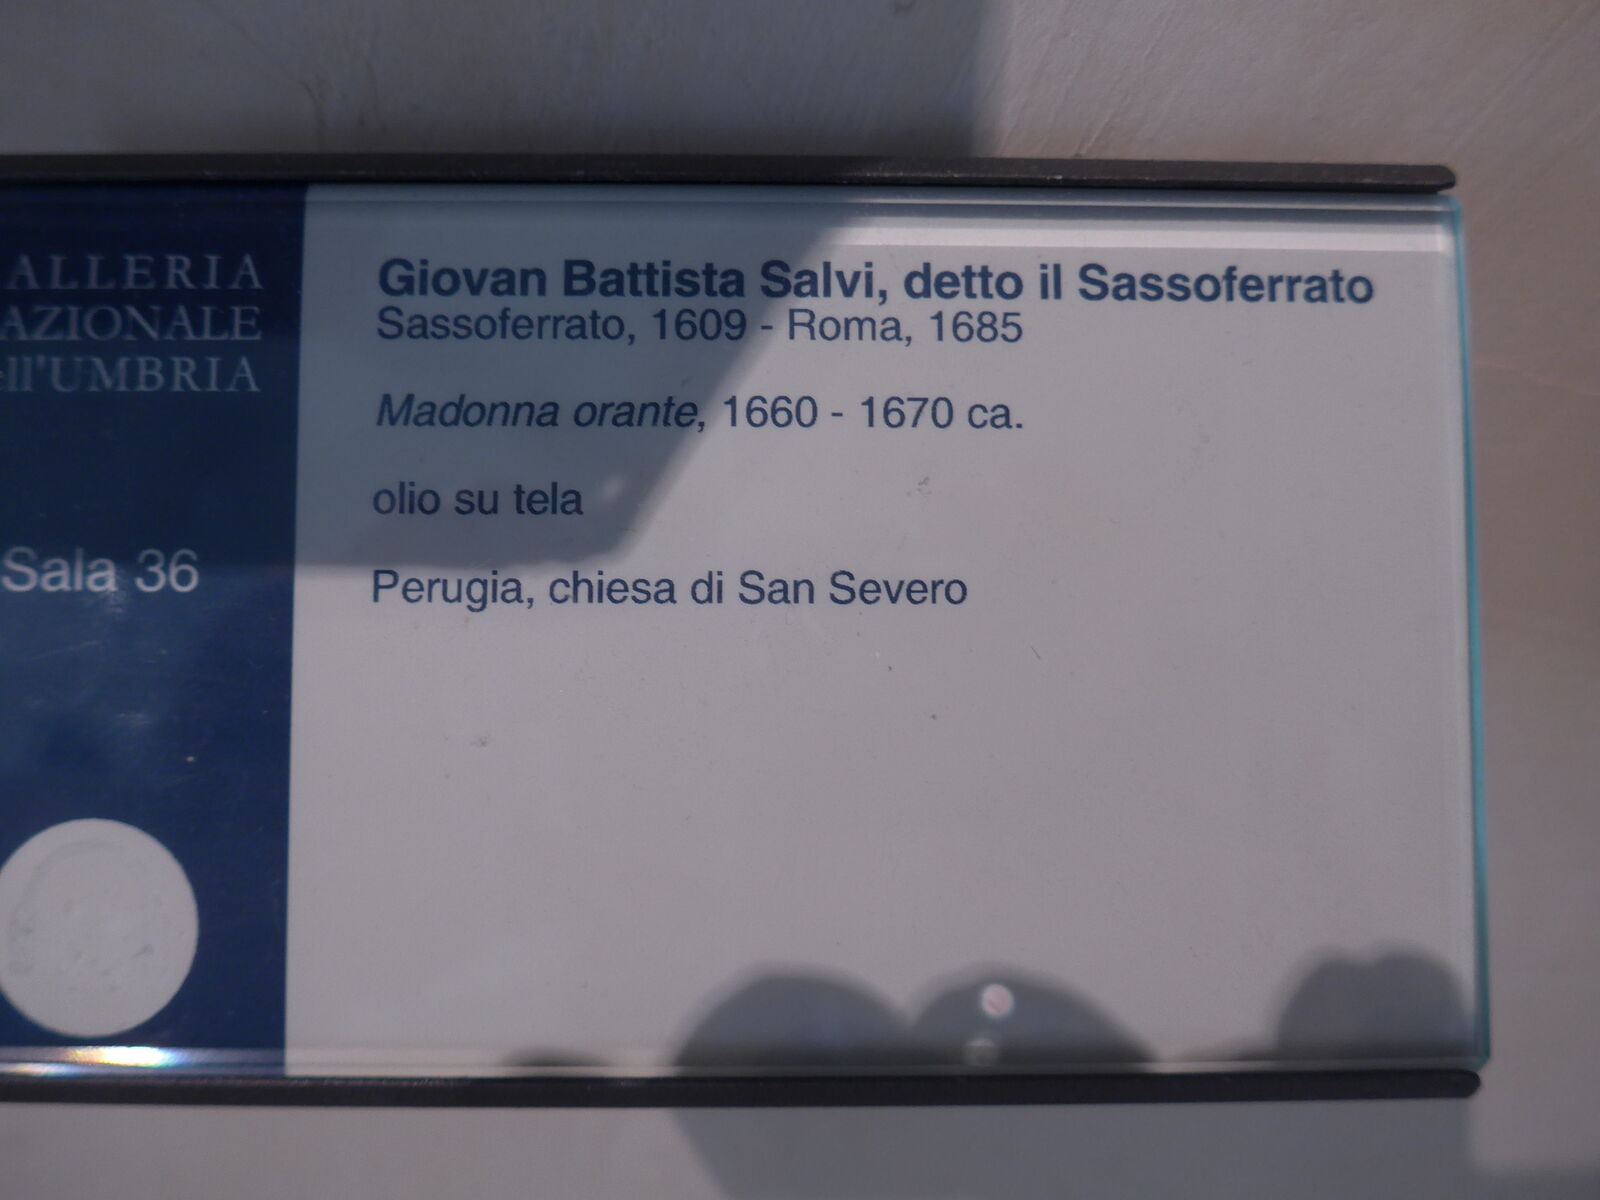 ALLERIA
AZIONALE
ell'UMBRIA
Sala 36
Giovan Battista Salvi, detto il Sassoferrato
Sassoferrato, 1609 - Roma, 1685
Madonna orante, 1660 - 1670 ca.
olio su tela
Perugia, chiesa di San Severo